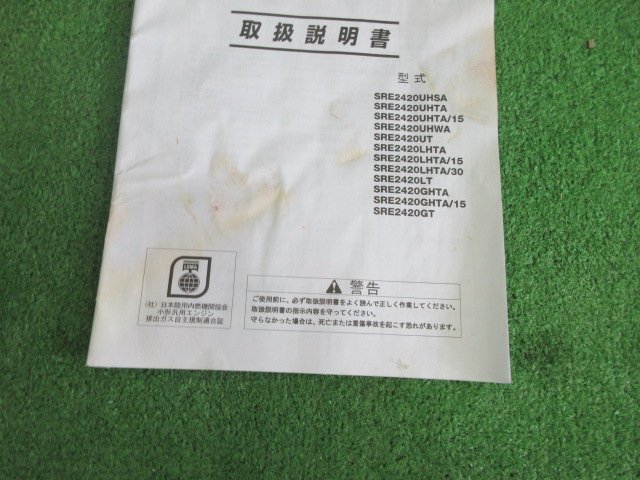 取扱説明書
型式
SRE2420UHSA
SRE2420UHTA
SRE2420UHTA/15
SRE2420UHWA
SRE2420UT
SRE2420LHTA
SRE2420LHTA/15
SRE2420LHTA/30
SRE2420LT
SRE2420GHTA
SRE2420GHTA/15
SRE2420GT
LEMA
(社)日本陸用内燃機関協会
小形汎用エンジン
排出ガス自主規制適合証
警告
ご使用前に、必ず取扱説明書をよく読んで正しく作業してください。
取扱説明書の指示内容を守ってください。
守らなかった場合は、死亡または重傷事故を起こす恐れがあります。